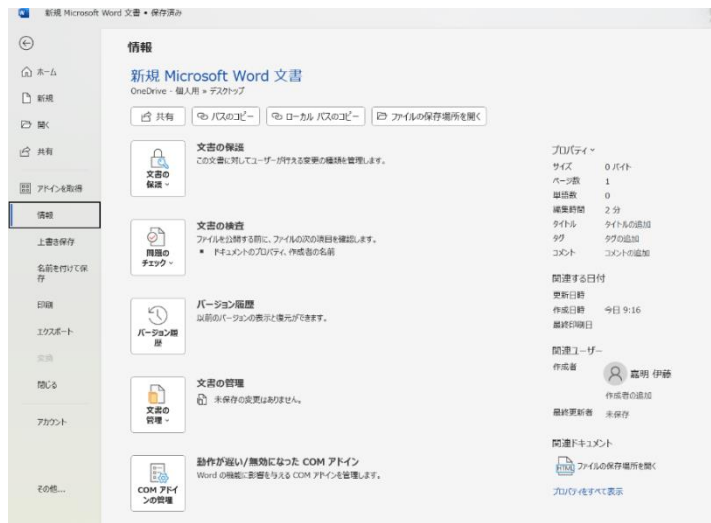 新規 Microsoft Word 文書 • 保存済み
ホーム
新規
開く
共有
アドインを取得
情報
上書き保存
名前を付けて保
存
印刷
エクスポート
交換
閉じる
アカウント
その他...
情報
新規 Microsoft Word 文書
OneDrive - 個人用 » デスクトップ
共有
パスのコピー
ローカル パスのコピー
ファイルの保存場所を開く
文書の
保護
文書の保護
この文書に対してユーザーが行える変更の種類を管理します。
問題の
チェック
文書の検査
ファイルを公開する前に、ファイルの次の項目を確認します。
▪ ドキュメントのプロパティ、作成者の名前
バージョン履
歴
バージョン履歴
以前のバージョンの表示と復元ができます。
文書の
管理
文書の管理
未保存の変更はありません。
COM アドイ
ンの管理
動作が遅い/無効になった COM アドイン
Word の機能に影響を与える COM アドインを管理します。
プロパティ
サイズ 0 バイト
ページ数 1
単語数 0
編集時間 2 分
タイトル タイトルの追加
タグ タグの追加
コメント コメントの追加
関連する日付
更新日時
作成日時 今日 9:16
最終印刷日
関連ユーザー
作成者 嘉明 伊藤
作成者の追加
最終更新者 未保存
関連ドキュメント
HTML ファイルの保存場所を開く
プロパティをすべて表示